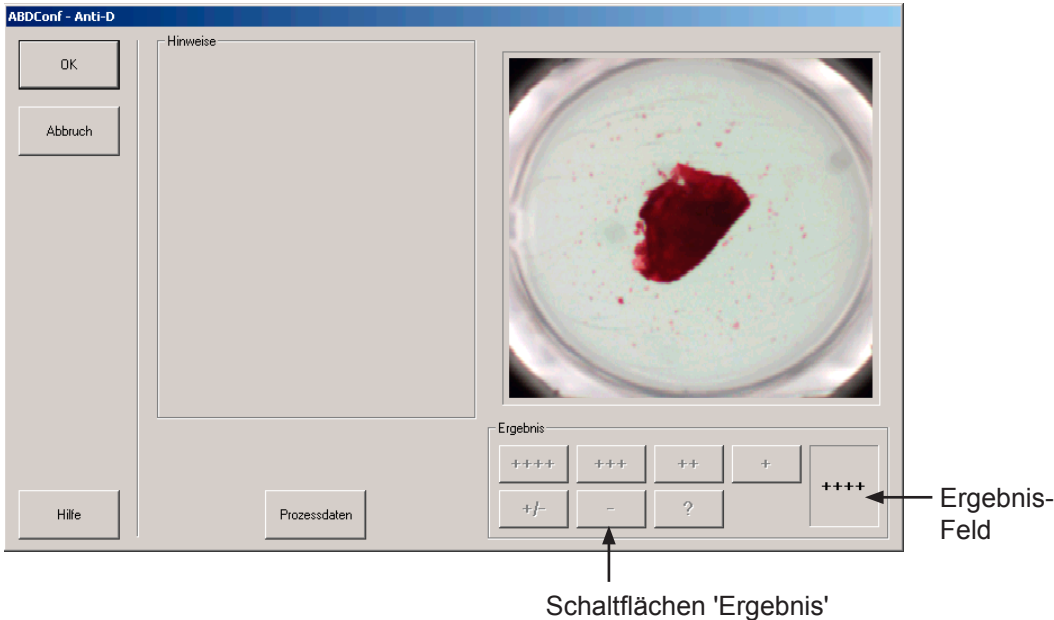 ABDConf - Anti-D
OK
Abbruch
Hilfe
Hinweise
Prozessdaten
Ergebnis
++++ +++ ++ +
+/- - ?
++++
Ergebnis-
Feld
Schaltflächen 'Ergebnis'